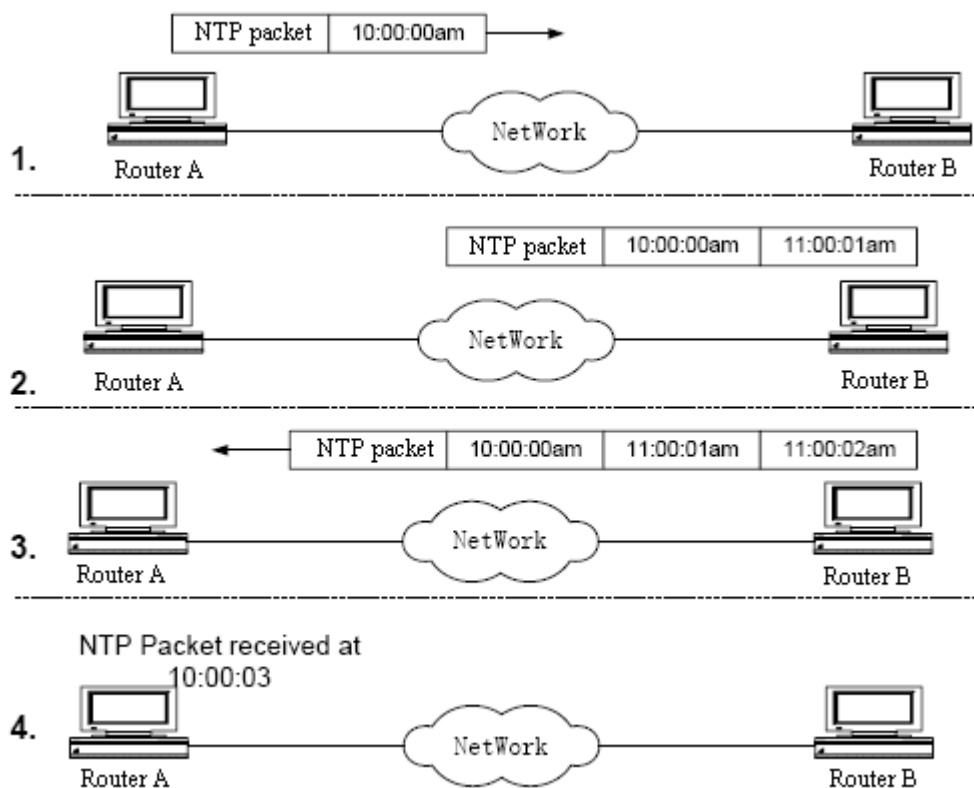 NTP packet 10:00:00am
NetWork
1.
Router A Router B
NTP packet 10:00:00am 11:00:01am
NetWork
2.
Router A Router B
NTP packet 10:00:00am 11:00:01am 11:00:02am
NetWork
3.
Router A Router B
NTP Packet received at
10:00:03
4.
NetWork
Router A Router B